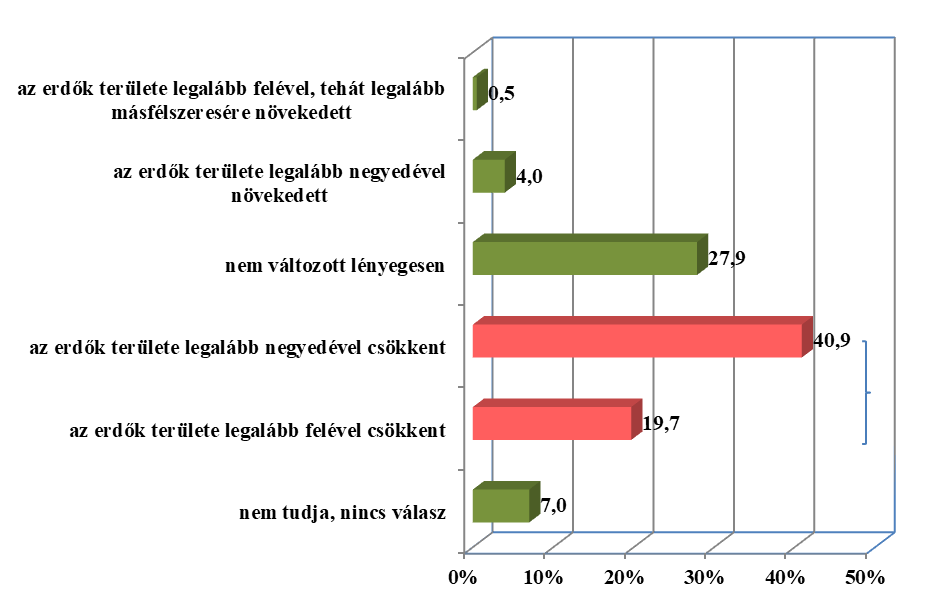 az erdők területe legalább felével, tehát legalább
másfélszeresére növekedett
0,5
az erdők területe legalább negyedével
növekedett
4,0
nem változott lényegesen
27,9
az erdők területe legalább negyedével csökkent
40,9
az erdők területe legalább felével csökkent
19,7
nem tudja, nincs válasz
7,0
0% 10% 20% 30% 40% 50%